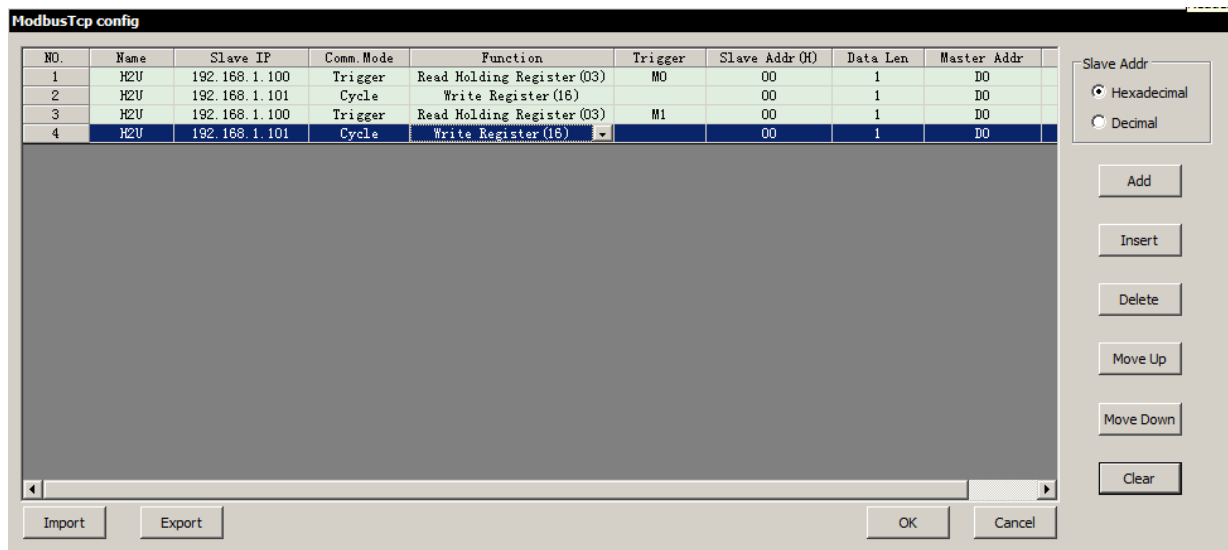 ModbusTcp config
NO. Name Slave IP Comm.Mode Function Trigger Slave Addr(H) Data Len Master Addr
1 H2U 192.168.1.100 Trigger Read Holding Register(03) M0 00 1 D0
2 H2U 192.168.1.101 Cycle Write Register(16) 00 1 D0
3 H2U 192.168.1.100 Trigger Read Holding Register(03) M1 00 1 D0
4 H2U 192.168.1.101 Cycle Write Register(16) 00 1 D0
Slave Addr
Hexadecimal
Decimal
Add
Insert
Delete
Move Up
Move Down
Clear
Import Export OK Cancel